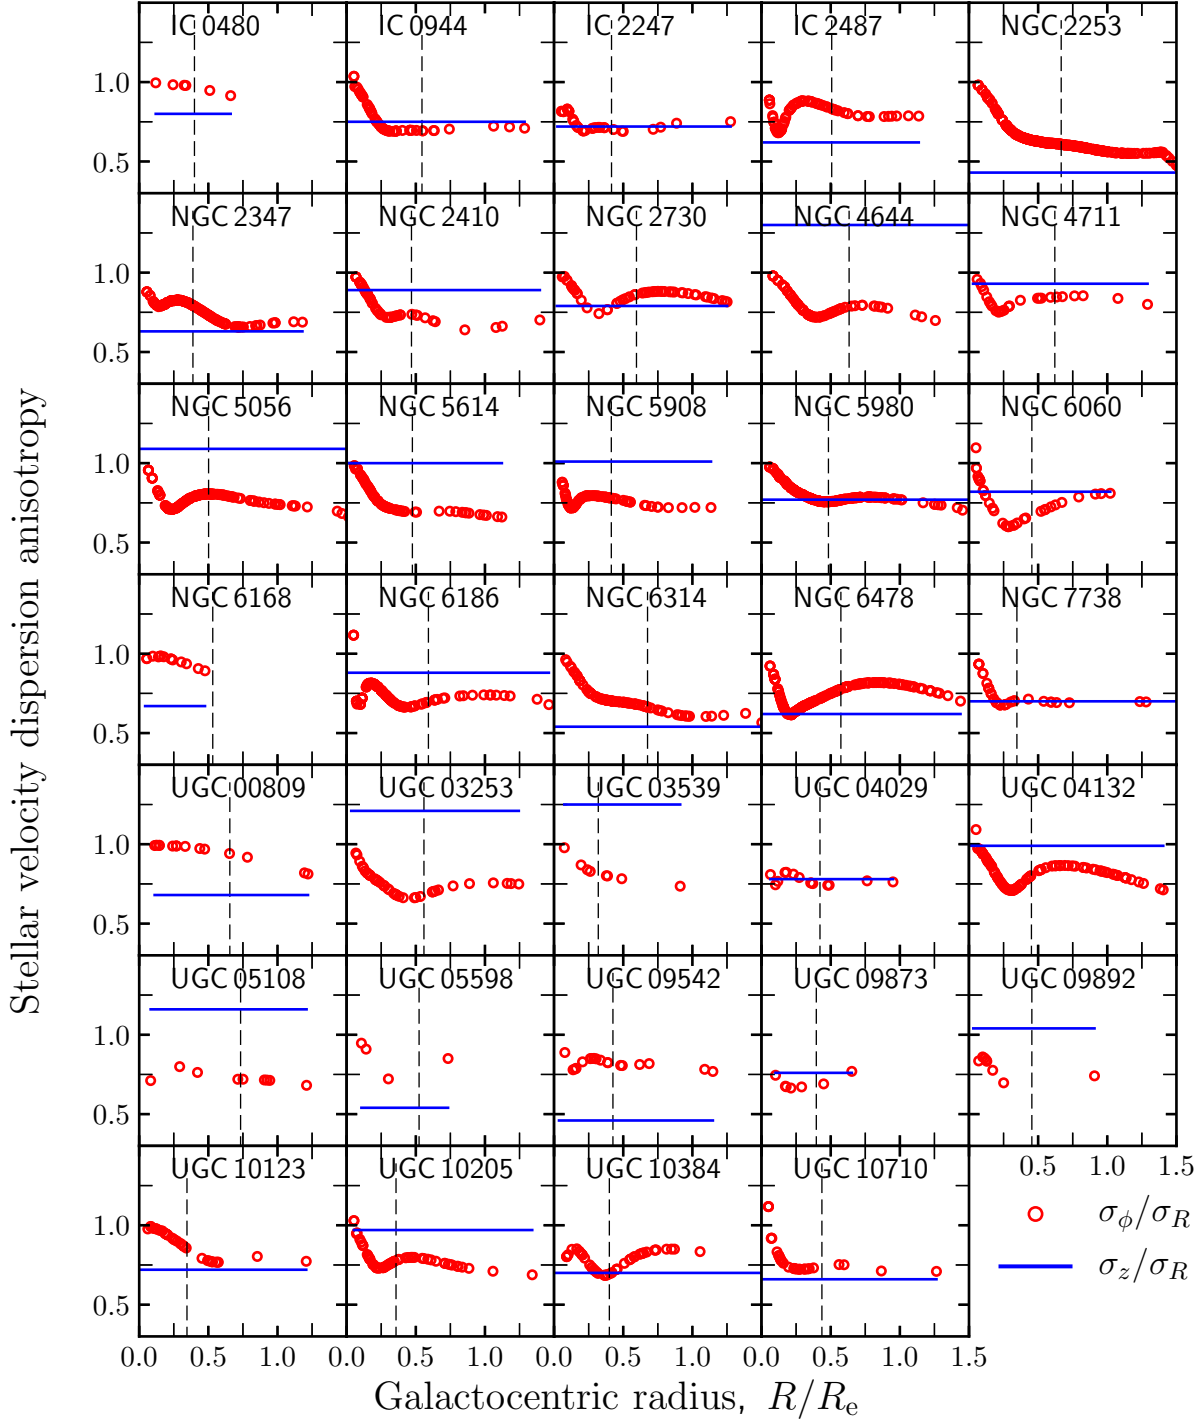 IC 0480 IC 0944 IC 2247 IC 2487 NGC 2253
1.0
0.5
NGC 2347 NGC 2410 NGC 2730 NGC 4644 NGC 4711
1.0
0.5
NGC 5056 NGC 5614 NGC 5908 NGC 5980 NGC 6060
1.0
0.5
NGC 6168 NGC 6186 NGC 6314 NGC 6478 NGC 7738
1.0
0.5
UGC 00809 UGC 03253 UGC 03539 UGC 04029 UGC 04132
1.0
0.5
UGC 05108 UGC 05598 UGC 09542 UGC 09873 UGC 09892
1.0
0.5
0.5 1.0 1.5
UGC 10123 UGC 10205 UGC 10384 UGC 10710
1.0
0.5
σ_ϕ/σ_R
σ_z/σ_R
0.0 0.5 1.0 0.0 0.5 1.0 0.0 0.5 1.0 0.0 0.5 1.0 1.5
Galactocentric radius, R/R_e
Stellar velocity dispersion anisotropy